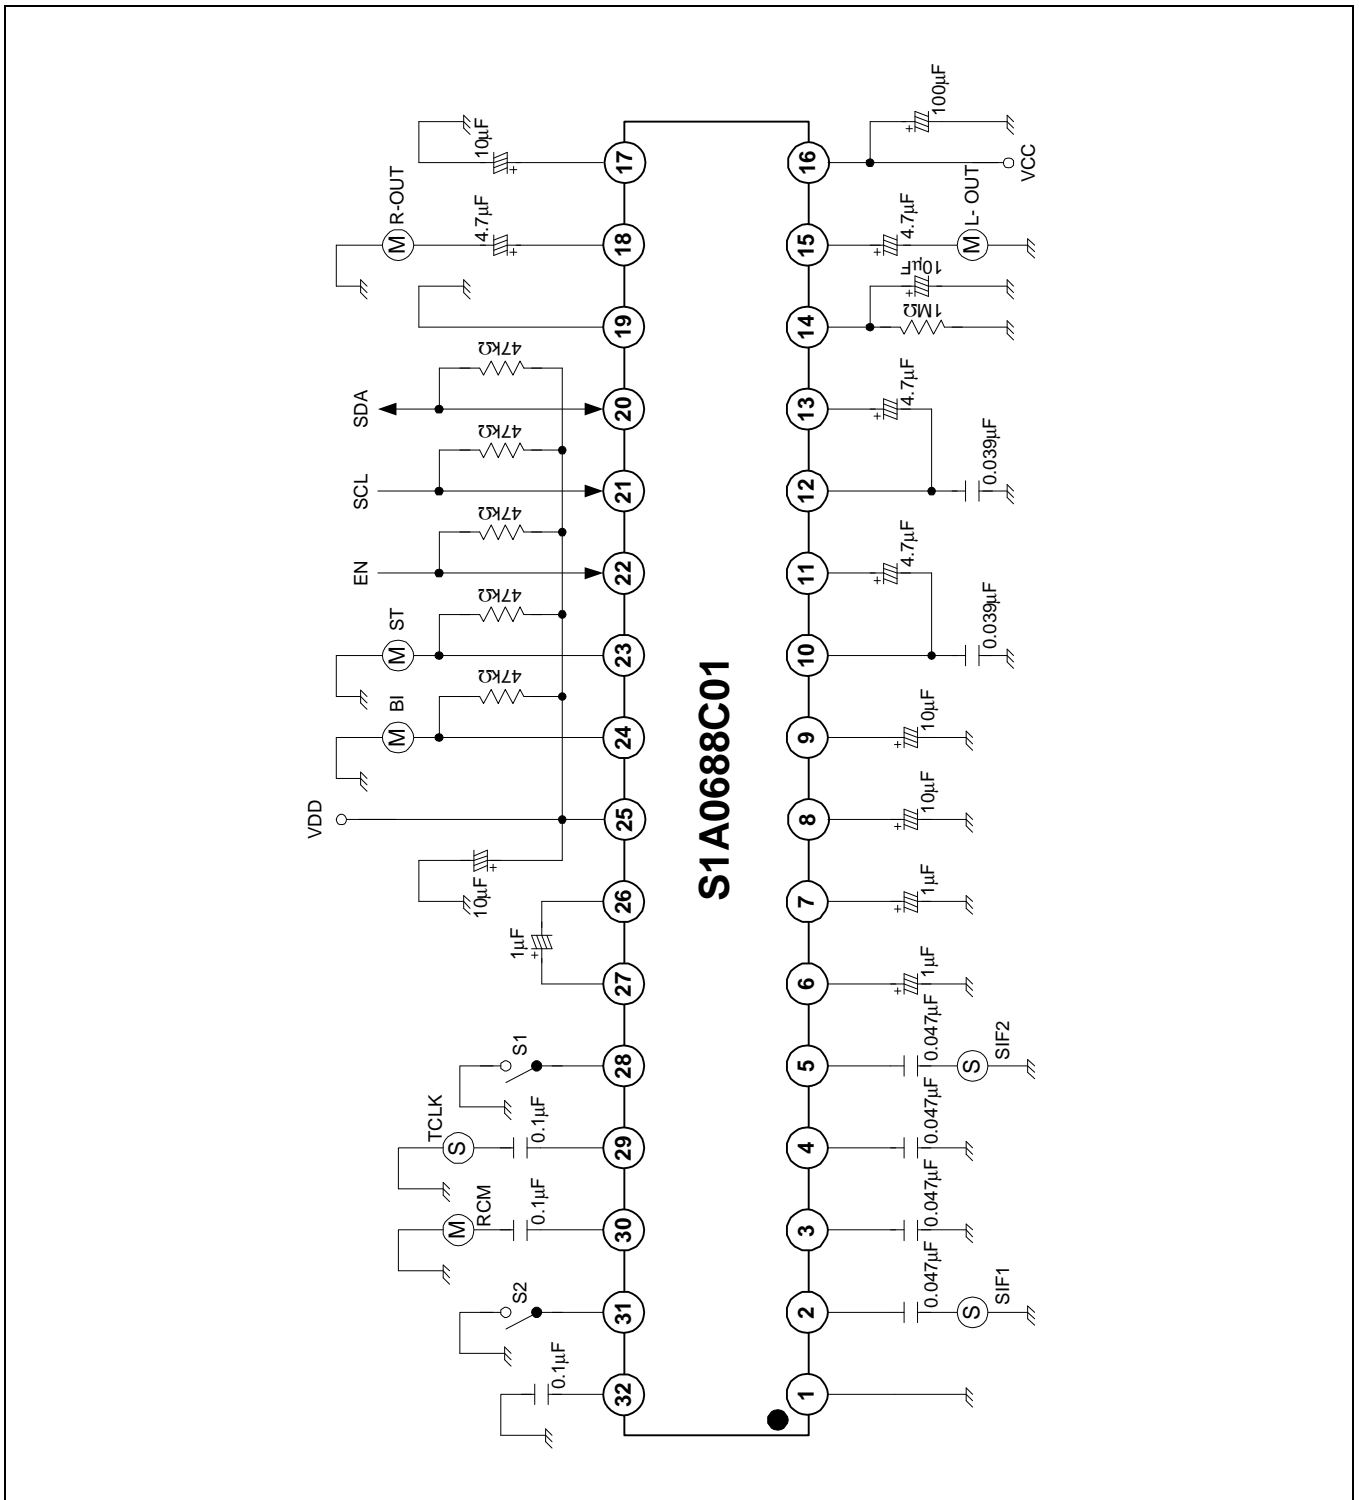 10µF
17
R-OUT
M
4.7µF
18
19
47kΩ
SDA
20
47kΩ
SCL
21
47kΩ
EN
22
47kΩ
ST
M
23
47kΩ
BI
M
24
VDD
25
10µF
26
1µF
27
S1
28
TCLK
S
0.1µF
29
RCM
M
0.1µF
30
S2
31
0.1µF
32
S1A0688C01
100µF
16
VCC
15
4.7µF
M
L- OUT
10µF
14
1MΩ
13
4.7µF
12
0.039µF
11
4.7µF
10
0.039µF
9
10µF
8
10µF
7
1µF
6
1µF
5
0.047µF
S
SIF2
4
0.047µF
3
0.047µF
2
0.047µF
S
SIF1
1